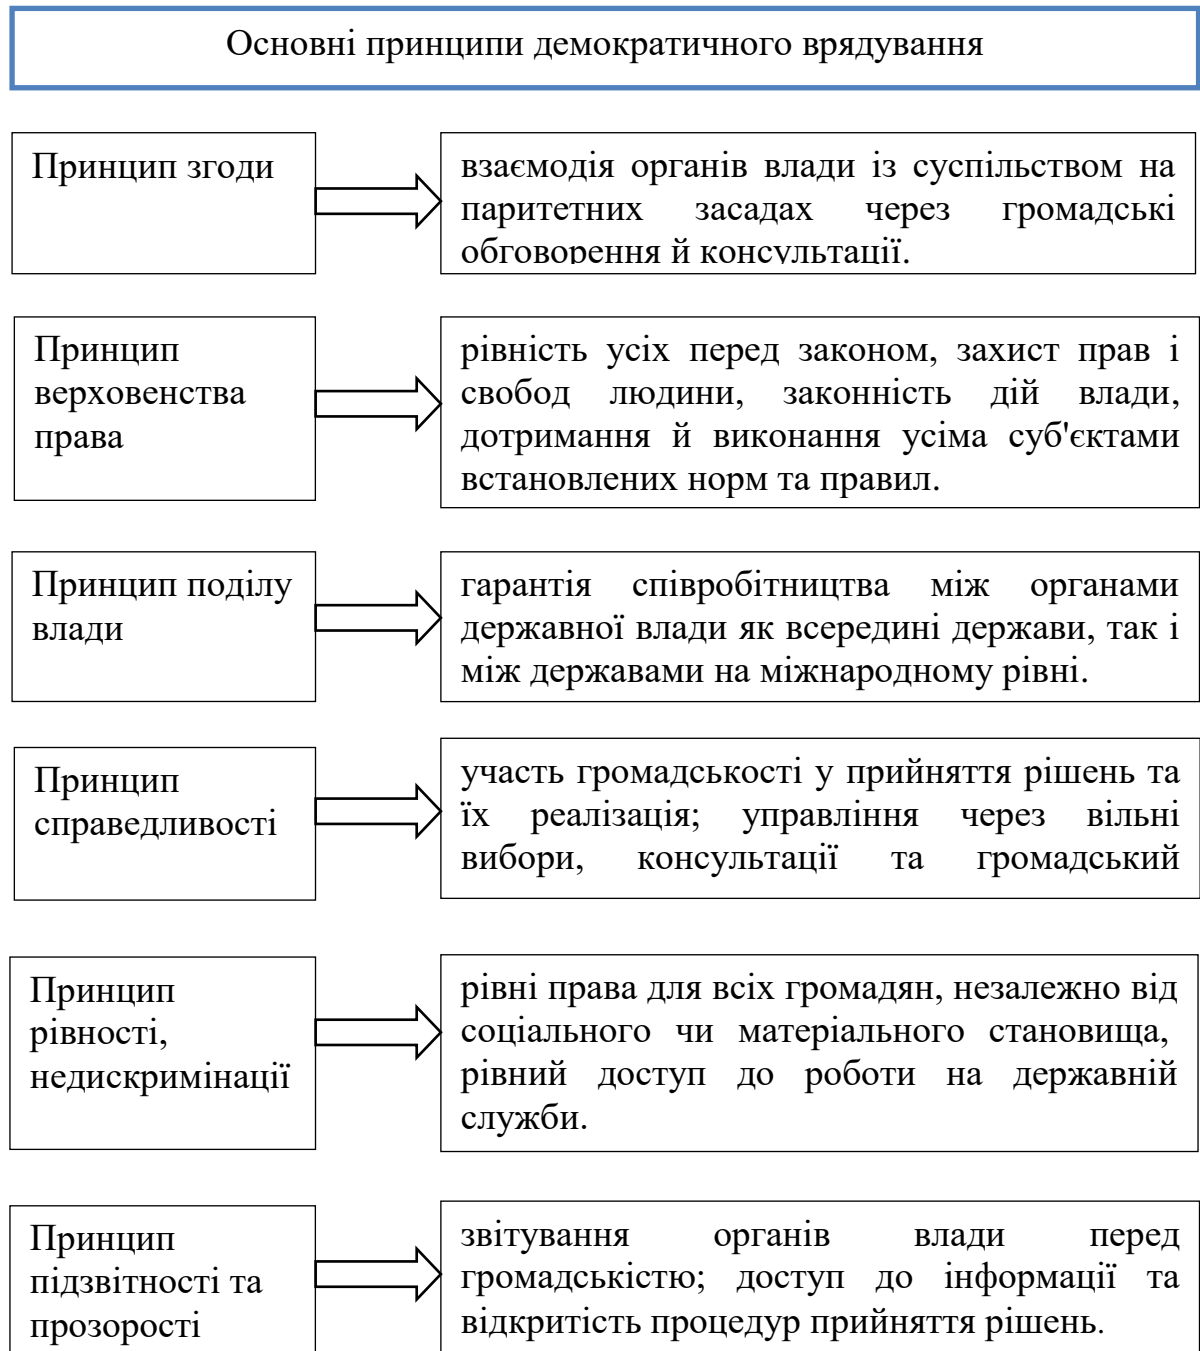 Основні принципи демократичного врядування
Принцип згоди
взаємодія органів влади із суспільством на
паритетних засадах через громадські
обговорення й консультації.
Принцип
верховенства
права
рівність усіх перед законом, захист прав і
свобод людини, законність дій влади,
дотримання й виконання усіма суб'єктами
встановлених норм та правил.
Принцип поділу
влади
гарантія співробітництва між органами
державної влади як всередині держави, так і
між державами на міжнародному рівні.
Принцип
справедливості
участь громадськості у прийняття рішень та
їх реалізація; управління через вільні
вибори, консультації та громадський
Принцип
рівності,
недискримінації
рівні права для всіх громадян, незалежно від
соціального чи матеріального становища,
рівний доступ до роботи на державній
служби.
Принцип
підзвітності та
прозорості
звітування органів влади перед
громадськістю; доступ до інформації та
відкритість процедур прийняття рішень.